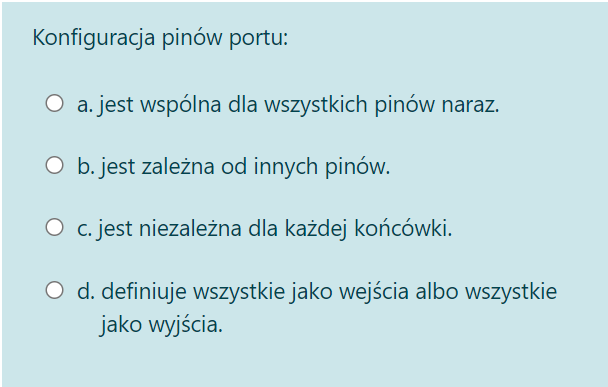 Konfiguracja pinów portu:
a. jest wspólna dla wszystkich pinów naraz.
b. jest zależna od innych pinów.
c. jest niezależna dla każdej końcówki.
d. definiuje wszystkie jako wejścia albo wszystkie
jako wyjścia.